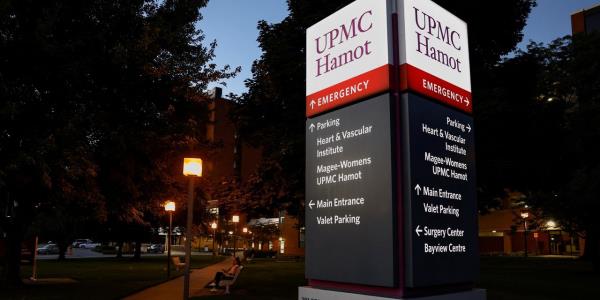 UPMC
Hamot
↑ EMERGENCY
↑ Parking
Heart & Vascular
Institute
Magee-Womens
UPMC Hamot
← Main Entrance
Valet Parking
UPMC
Hamot
EMERGENCY →
Parking →
Heart & Vascular
Institute
Magee-Womens
UPMC Hamot
↑ Main Entrance
Valet Parking
← Surgery Center
Bayview Centre